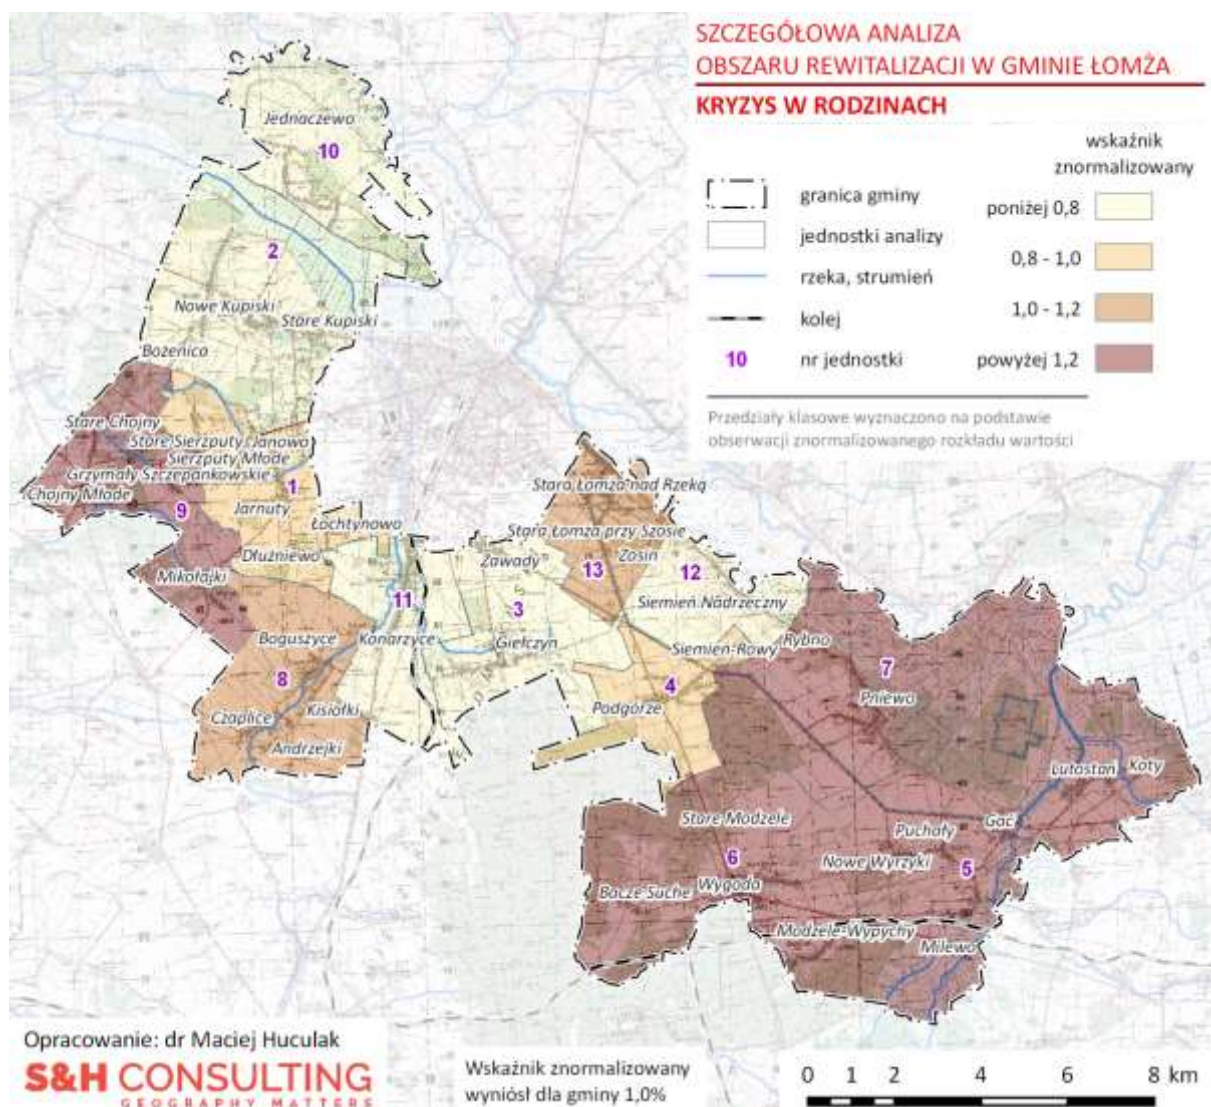 SZCZEGÓŁOWA ANALIZA
OBSZARU REWITALIZACJI W GMINIE ŁOMŻA
KRYZYS W RODZINACH
wskaźnik
znormalizowany
granica gminy
jednostki analizy
rzeka, strumień
kolej
10 nr jednostki
poniżej 0,8
0,8 - 1,0
1,0 - 1,2
powyżej 1,2
Przedziały klasowe wyznaczono na podstawie
obserwacji znormalizowanego rozkładu wartości
Jednaczewo
10
2
Nowe Kupiski
Stare Kupiski
Bożenica
Stare Chojny
Stare Sierzputy
Janowo
Sierzputy Młode
Grzymały Szczepankowskie
Chojny Młode
1
9
Jarnuty
Łochtynowo
Dłużniewo
Mikołajki
Stara Łomża nad Rzeką
Stara Łomża przy Szosie
Zawady
Zosin
13
12
11
3
Siemień Nadrzeczny
Boguszyce
Konarzyce
Giełczyn
Siemień-Rowy
Rybno
7
8
4
Pniewo
Czaplice
Kisiołki
Podgórze
Andrzejki
Lutostań
Koty
Stare Modzele
Puchały
Gać
6
Nowe Wyrzyki
5
Bacze Suche
Wygoda
Modzele-Wypychy
Milewo
Opracowanie: dr Maciej Huculak
S&H CONSULTING
GEOGRAPHY MATTERS
Wskaźnik znormalizowany
wyniósł dla gminy 1,0%
0 1 2 4 6 8 km